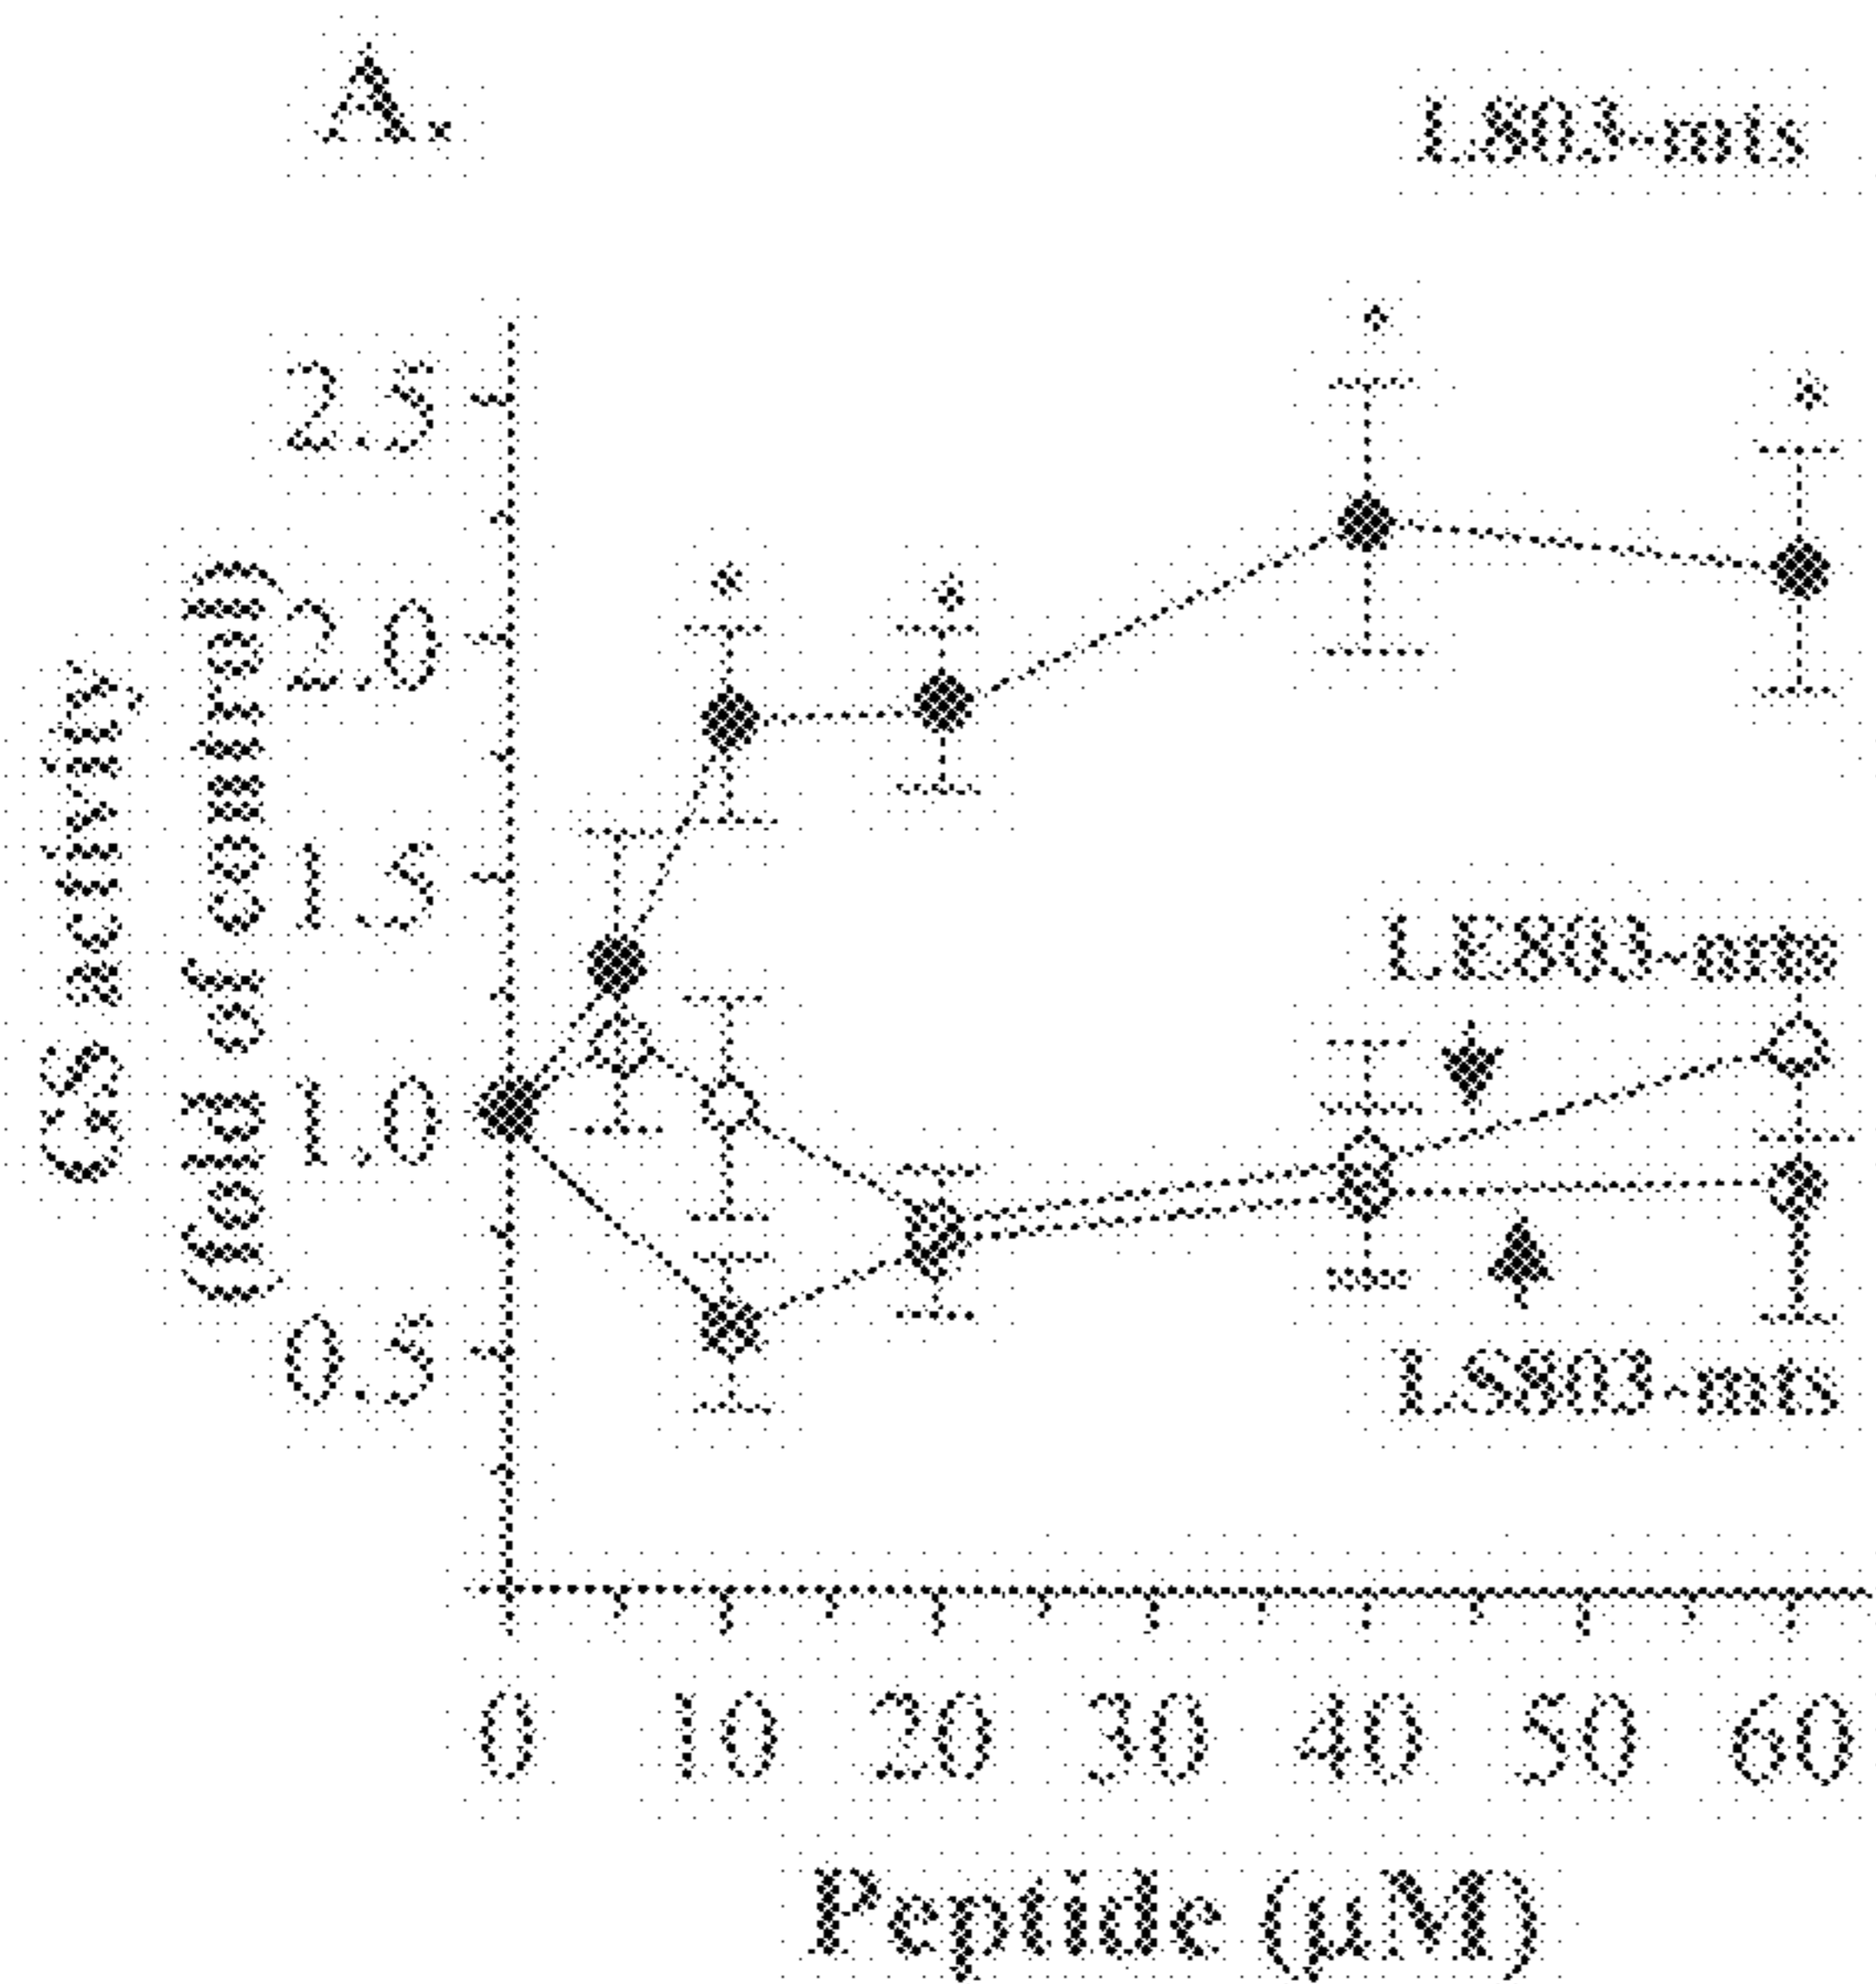 A.
L803-mts
2.5
2.0
1.5
1.0
0.5
GS activity
(fold of control)
LE803-mts
LS803-mts
0 10 20 30 40 50 60
Peptide (µM)